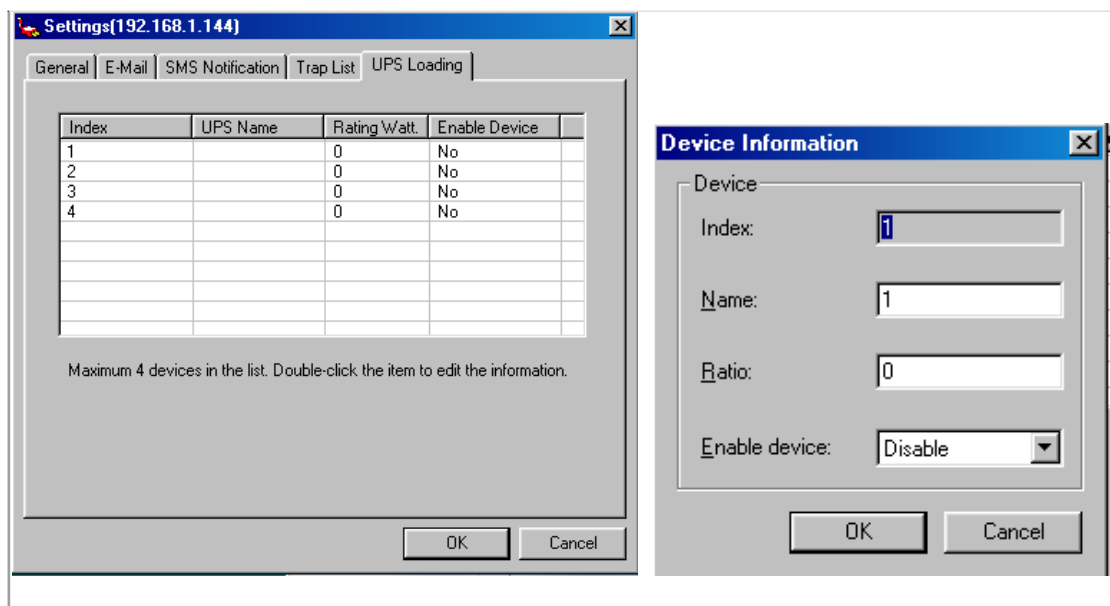 Settings(192.168.1.144)
General E-Mail SMS Notification Trap List UPS Loading
Index UPS Name Rating Watt. Enable Device
1 0 No
2 0 No
3 0 No
4 0 No
Maximum 4 devices in the list. Double-click the item to edit the information.
OK Cancel
Device Information
Device
Index: 1
Name: 1
Ratio: 0
Enable device: Disable
OK Cancel